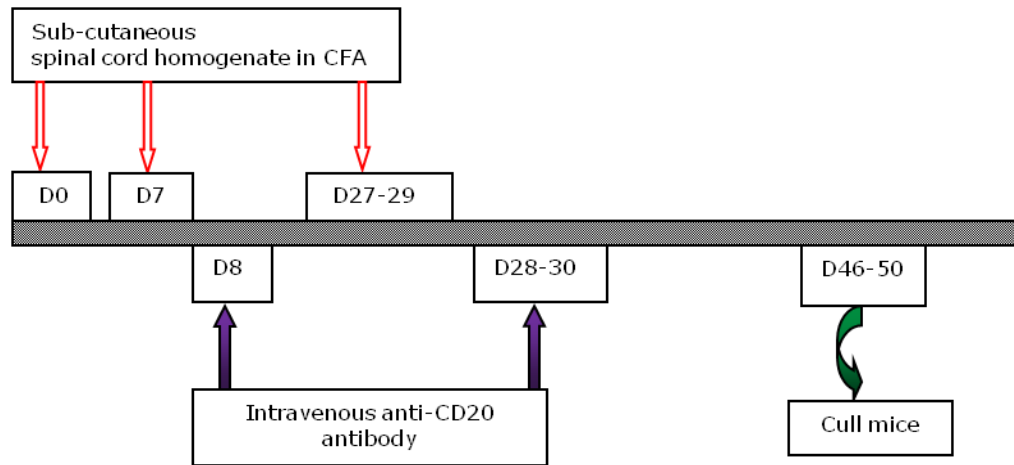 Sub-cutaneous
spinal cord homogenate in CFA
D0
D7
D27-29
D8
D28-30
D46-50
Intravenous anti-CD20
antibody
Cull mice